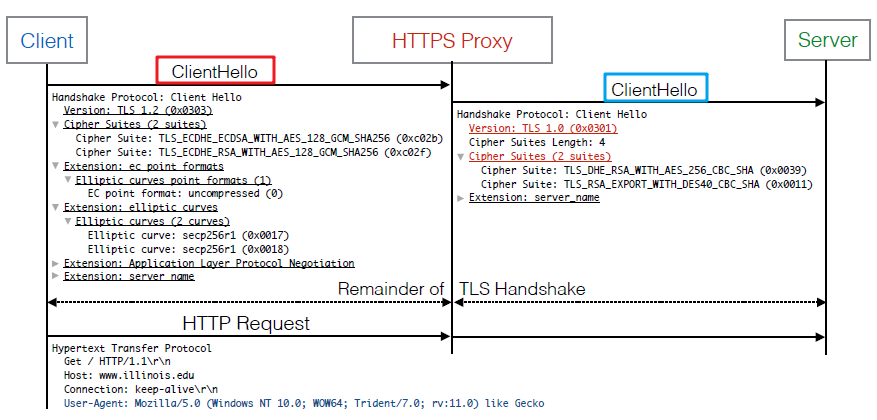 Client
HTTPS Proxy
Server
ClientHello
Handshake Protocol: Client Hello
Version: TLS 1.2 (0x0303)
Cipher Suites (2 suites)
Cipher Suite: TLS_ECDHE_ECDSA_WITH_AES_128_GCM_SHA256 (0xc02b)
Cipher Suite: TLS_ECDHE_RSA_WITH_AES_128_GCM_SHA256 (0xc02f)
Extension: ec point formats
Elliptic curves point formats (1)
EC point format: uncompressed (0)
Extension: elliptic curves
Elliptic curves (2 curves)
Elliptic curve: secp256r1 (0x0017)
Elliptic curve: secp256r1 (0x0018)
Extension: Application Layer Protocol Negotiation
Extension: server name
ClientHello
Handshake Protocol: Client Hello
Version: TLS 1.0 (0x0301)
Cipher Suites Length: 4
Cipher Suites (2 suites)
Cipher Suite: TLS_DHE_RSA_WITH_AES_256_CBC_SHA (0x0039)
Cipher Suite: TLS_RSA_EXPORT_WITH_DES40_CBC_SHA (0x0011)
Extension: server_name
Remainder of TLS Handshake
HTTP Request
Hypertext Transfer Protocol
Get / HTTP/1.1\r\n
Host: www.illinois.edu
Connection: keep-alive\r\n
User-Agent: Mozilla/5.0 (Windows NT 10.0; WOW64; Trident/7.0; rv:11.0) like Gecko